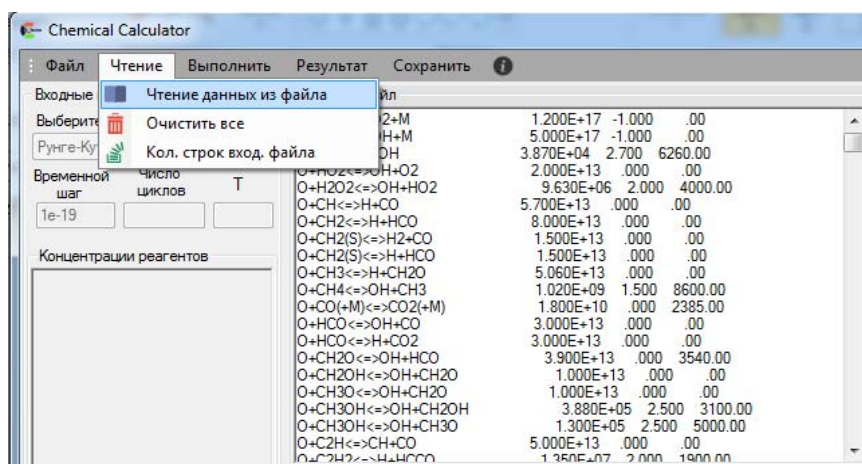 Chemical Calculator
Файл Чтение Выполнить Результат Сохранить
Входные
Чтение данных из файла
Очистить все
Кол. строк вход. файла
Временной шаг
Число циклов
T
1e-19
Концентрации реагентов
2+M 1.200E+17 -1.000 .00
H+M 5.000E+17 -1.000 .00
OH 3.870E+04 2.700 6260.00
O+HO2<=>OH+O2 2.000E+13 .000 .00
O+H2O2<=>OH+HO2 9.630E+06 2.000 4000.00
O+CH<=>H+CO 5.700E+13 .000 .00
O+CH2<=>H+HCO 8.000E+13 .000 .00
O+CH2(S)<=>H2+CO 1.500E+13 .000 .00
O+CH2(S)<=>H+HCO 1.500E+13 .000 .00
O+CH3<=>H+CH2O 5.060E+13 .000 .00
O+CH4<=>OH+CH3 1.020E+09 1.500 8600.00
O+CO(+M)<=>CO2(+M) 1.800E+10 .000 2385.00
O+HCO<=>OH+CO 3.000E+13 .000 .00
O+HCO<=>H+CO2 3.000E+13 .000 .00
O+CH2O<=>OH+HCO 3.900E+13 .000 3540.00
O+CH2OH<=>OH+CH2O 1.000E+13 .000 .00
O+CH3O<=>OH+CH2O 1.000E+13 .000 .00
O+CH3OH<=>OH+CH2OH 3.880E+05 2.500 3100.00
O+CH3OH<=>OH+CH3O 1.300E+05 2.500 5000.00
O+C2H<=>CH+CO 5.000E+13 .000 .00
O+C2H2<=>H+HCCO 1.350E+07 2.000 1900.00